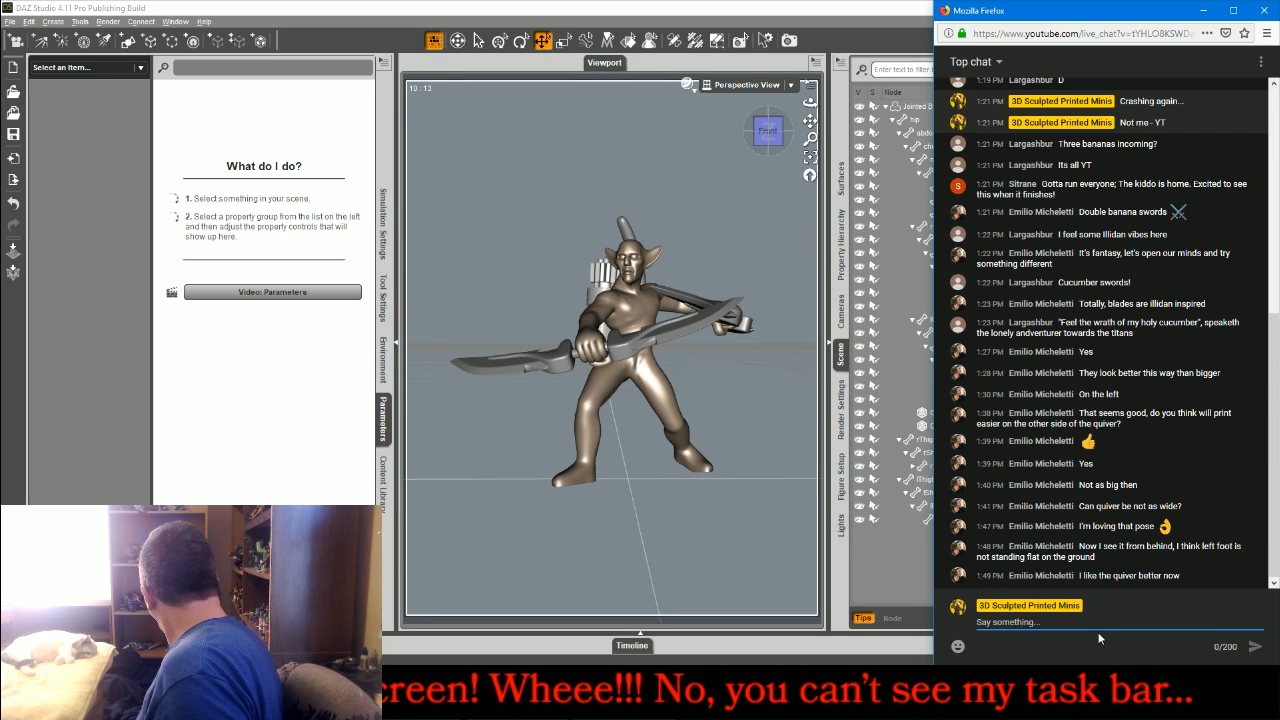 DAZ Studio 4.11 Pro Publishing Build
File Edit Create Tools Render Connect Window Help
Select an Item...
What do I do?
1. Select something in your scene.
2. Select a property group from the list on the left
and then adjust the property controls that will
show up here.
Video: Parameters
Simulation Settings
Tool Settings
Environment
Parameters
Content Library
Viewport
10 : 13
Perspective View
Front
Timeline
Surfaces
Property Hierarchy
Cameras
Scene
Render Settings
Figure Setup
Lights
Enter text to filter
V S Node
Jointed B
hip
Tips Node
Mozilla Firefox
https://www.youtube.com/live_chat?v=tYHLO8KSWD
Top chat
1:19 PM Largashbur D
1:21 PM 3D Sculpted Printed Minis Crashing again...
1:21 PM 3D Sculpted Printed Minis Not me - YT
1:21 PM Largashbur Three bananas incoming?
1:21 PM Largashbur Its all YT
S 1:21 PM Sitrane Gotta run everyone; The kiddo is home. Excited to see
this when it finishes!
1:21 PM Emilio Micheletti Double banana swords
1:22 PM Largashbur I feel some Illidan vibes here
1:22 PM Emilio Micheletti It's fantasy, let's open our minds and try
something different
1:22 PM Largashbur Cucumber swords!
1:23 PM Emilio Micheletti Totally, blades are illidan inspired
1:23 PM Largashbur "Feel the wrath of my holy cucumber", speaketh
the lonely andventurer towards the titans
1:27 PM Emilio Micheletti Yes
1:28 PM Emilio Micheletti They look better this way than bigger
1:30 PM Emilio Micheletti On the left
1:38 PM Emilio Micheletti That seems good, do you think will print
easier on the other side of the quiver?
1:39 PM Emilio Micheletti 👍
1:39 PM Emilio Micheletti Yes
1:40 PM Emilio Micheletti Not as big then
1:41 PM Emilio Micheletti Can quiver be not as wide?
1:47 PM Emilio Micheletti I'm loving that pose 👌
1:48 PM Emilio Micheletti Now I see it from behind, I think left foot is
not standing flat on the ground
1:49 PM Emilio Micheletti I like the quiver better now
3D Sculpted Printed Minis
Say something...
0/200
creen! Wheee!!! No, you can't see my task bar...